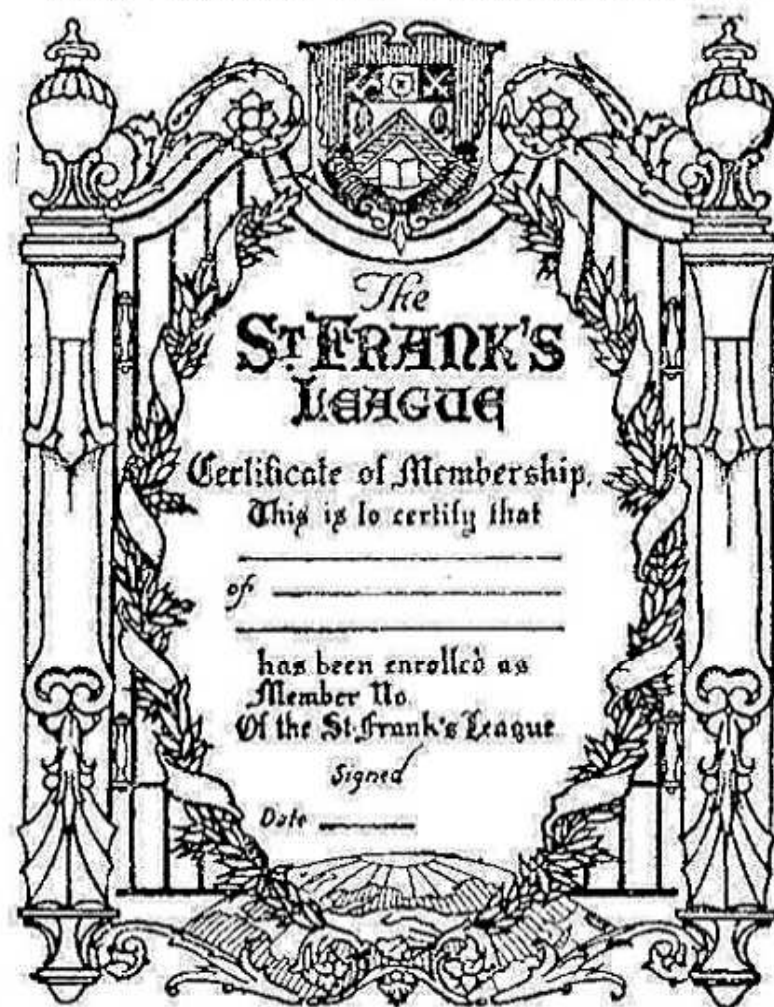 The
ST. FRANK'S
LEAGUE
Certificate of Membership.
This is to certify that
of
has been enrolled as
Member No.
Of the St. Frank's League
Signed
Date